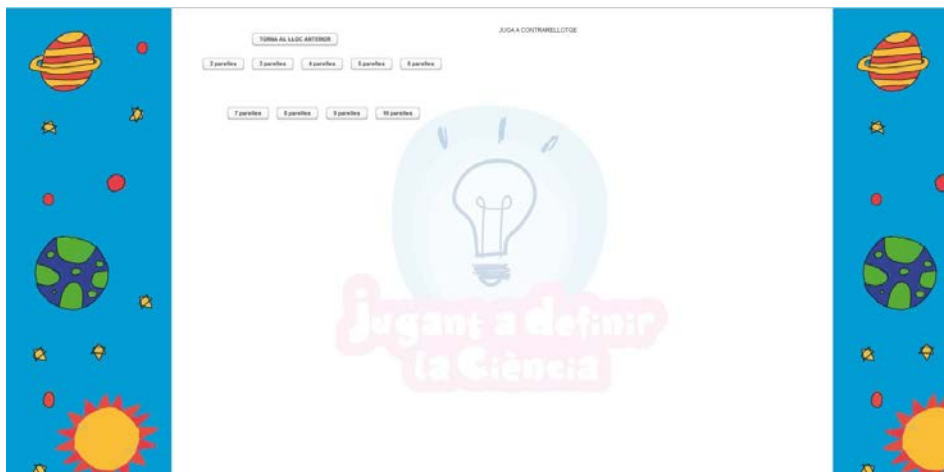 JUGA A CONTRARELLOTGE
TORNA AL LLOC ANTERIOR
2 parelles 3 parelles 4 parelles 5 parelles 6 parelles
7 parelles 8 parelles 9 parelles 10 parelles
jugant a definir
la Ciència